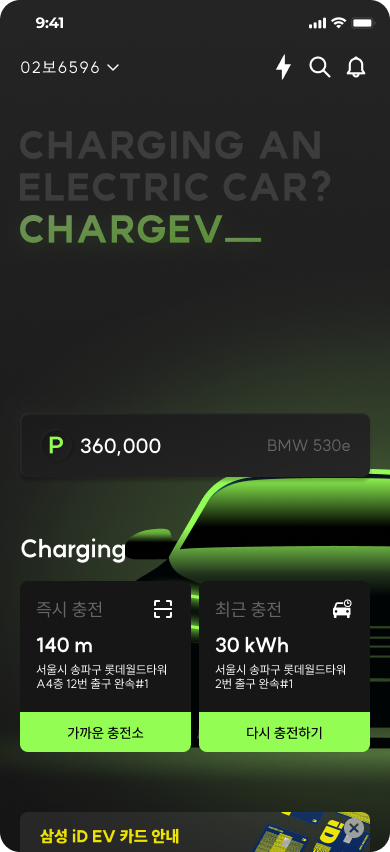 9:41
02보6596
CHARGING AN
ELECTRIC CAR?
CHARGEV__
P 360,000 BMW 530e
Charging
즉시 충전
140 m
서울시 송파구 롯데월드타워
A4층 12번 출구 완속#1
가까운 충전소
최근 충전
30 kWh
서울시 송파구 롯데월드타워
2번 출구 완속#1
다시 충전하기
삼성 iD EV 카드 안내